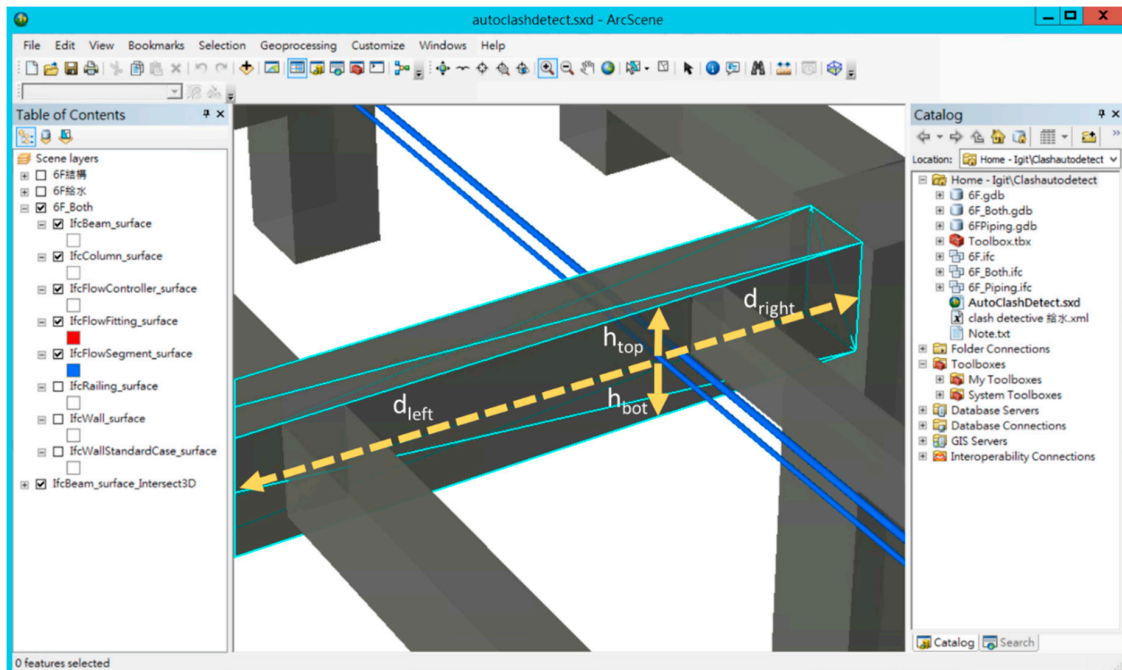 autoclashdetect.sxd - ArcScene
File Edit View Bookmarks Selection Geoprocessing Customize Windows Help
Table of Contents
Scene layers
6F結構
6F給水
6F_Both
IfcBeam_surface
IfcColumn_surface
IfcFlowController_surface
IfcFlowFitting_surface
IfcFlowSegment_surface
IfcRailing_surface
IfcWall_surface
IfcWallStandardCase_surface
IfcBeam_surface_Intersect3D
d_right
h_top
h_bot
d_left
Catalog
Location: Home - Igit\Clashautodetect
Home - Igit\Clashautodetect
6F.gdb
6F_Both.gdb
6FPiping.gdb
Toolbox.tbx
6F.ifc
6F_Both.ifc
6F_Piping.ifc
AutoClashDetect.sxd
clash detective 給水.xml
Note.txt
Folder Connections
Toolboxes
My Toolboxes
System Toolboxes
Database Servers
Database Connections
GIS Servers
Interoperability Connections
Catalog Search
0 features selected